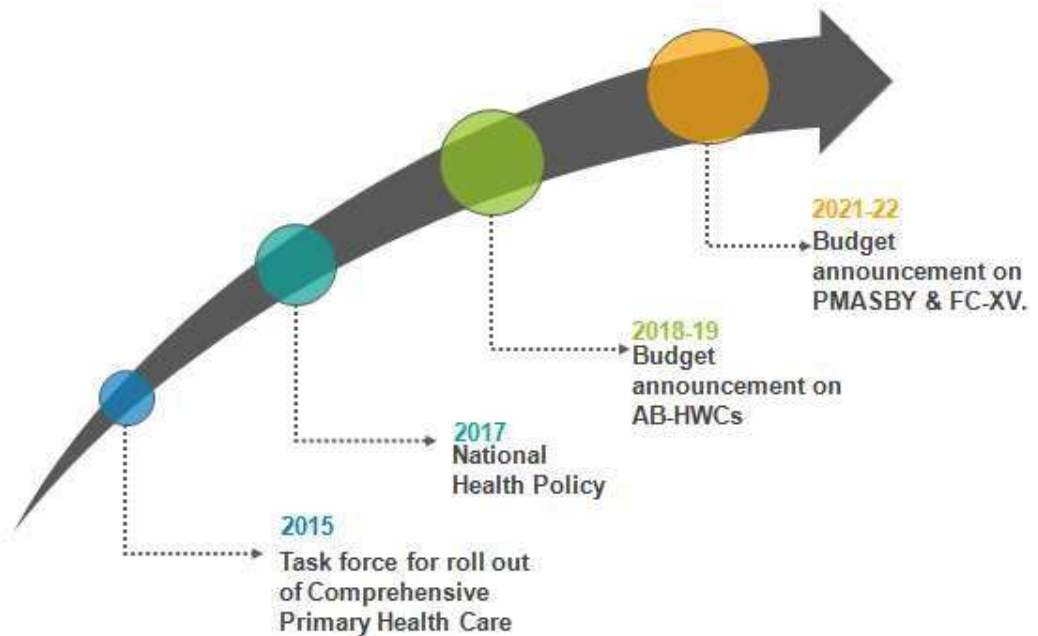 2021-22
Budget
announcement on
PMASBY & FC-XV.
2018-19
Budget
announcement on
AB-HWCs
2017
National
Health Policy
2015
Task force for roll out
of Comprehensive
Primary Health Care